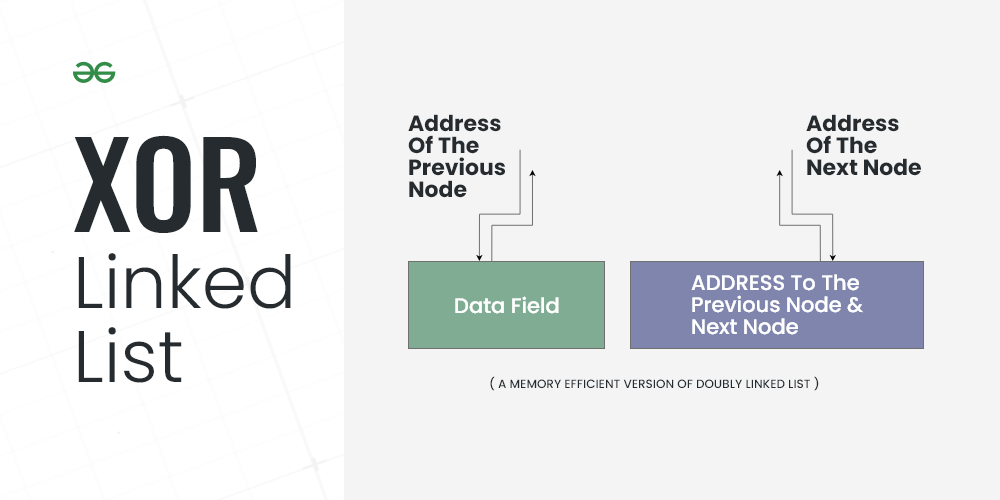 XOR
Linked
List
Address
Of The
Previous
Node
Address
Of The
Next Node
Data Field
ADDRESS To The
Previous Node &
Next Node
( A MEMORY EFFICIENT VERSION OF DOUBLY LINKED LIST )